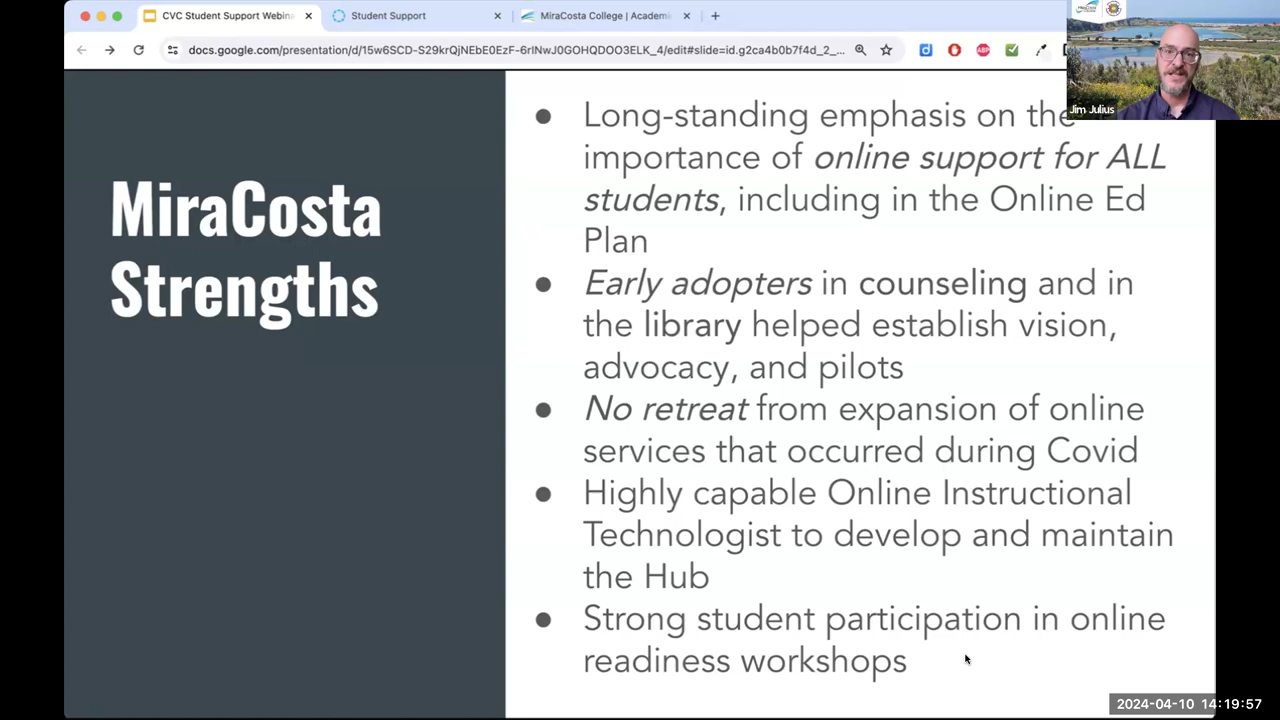 CVC Student Support Webina
Student Support
MiraCosta College | Academi
docs.google.com/presentation/d/15w6SCD-S29krQjNEbE0EzF-6rlNwJ0GOHQDOO3ELK_4/edit#slide=id.g2ca4b0b7f4d_2_...
ABP
Jim Julius
MiraCosta
Strengths
● Long-standing emphasis on the
importance of online support for ALL
students, including in the Online Ed
Plan
● Early adopters in counseling and in
the library helped establish vision,
advocacy, and pilots
● No retreat from expansion of online
services that occurred during Covid
● Highly capable Online Instructional
Technologist to develop and maintain
the Hub
● Strong student participation in online
readiness workshops
2024-04-10 14:19:57